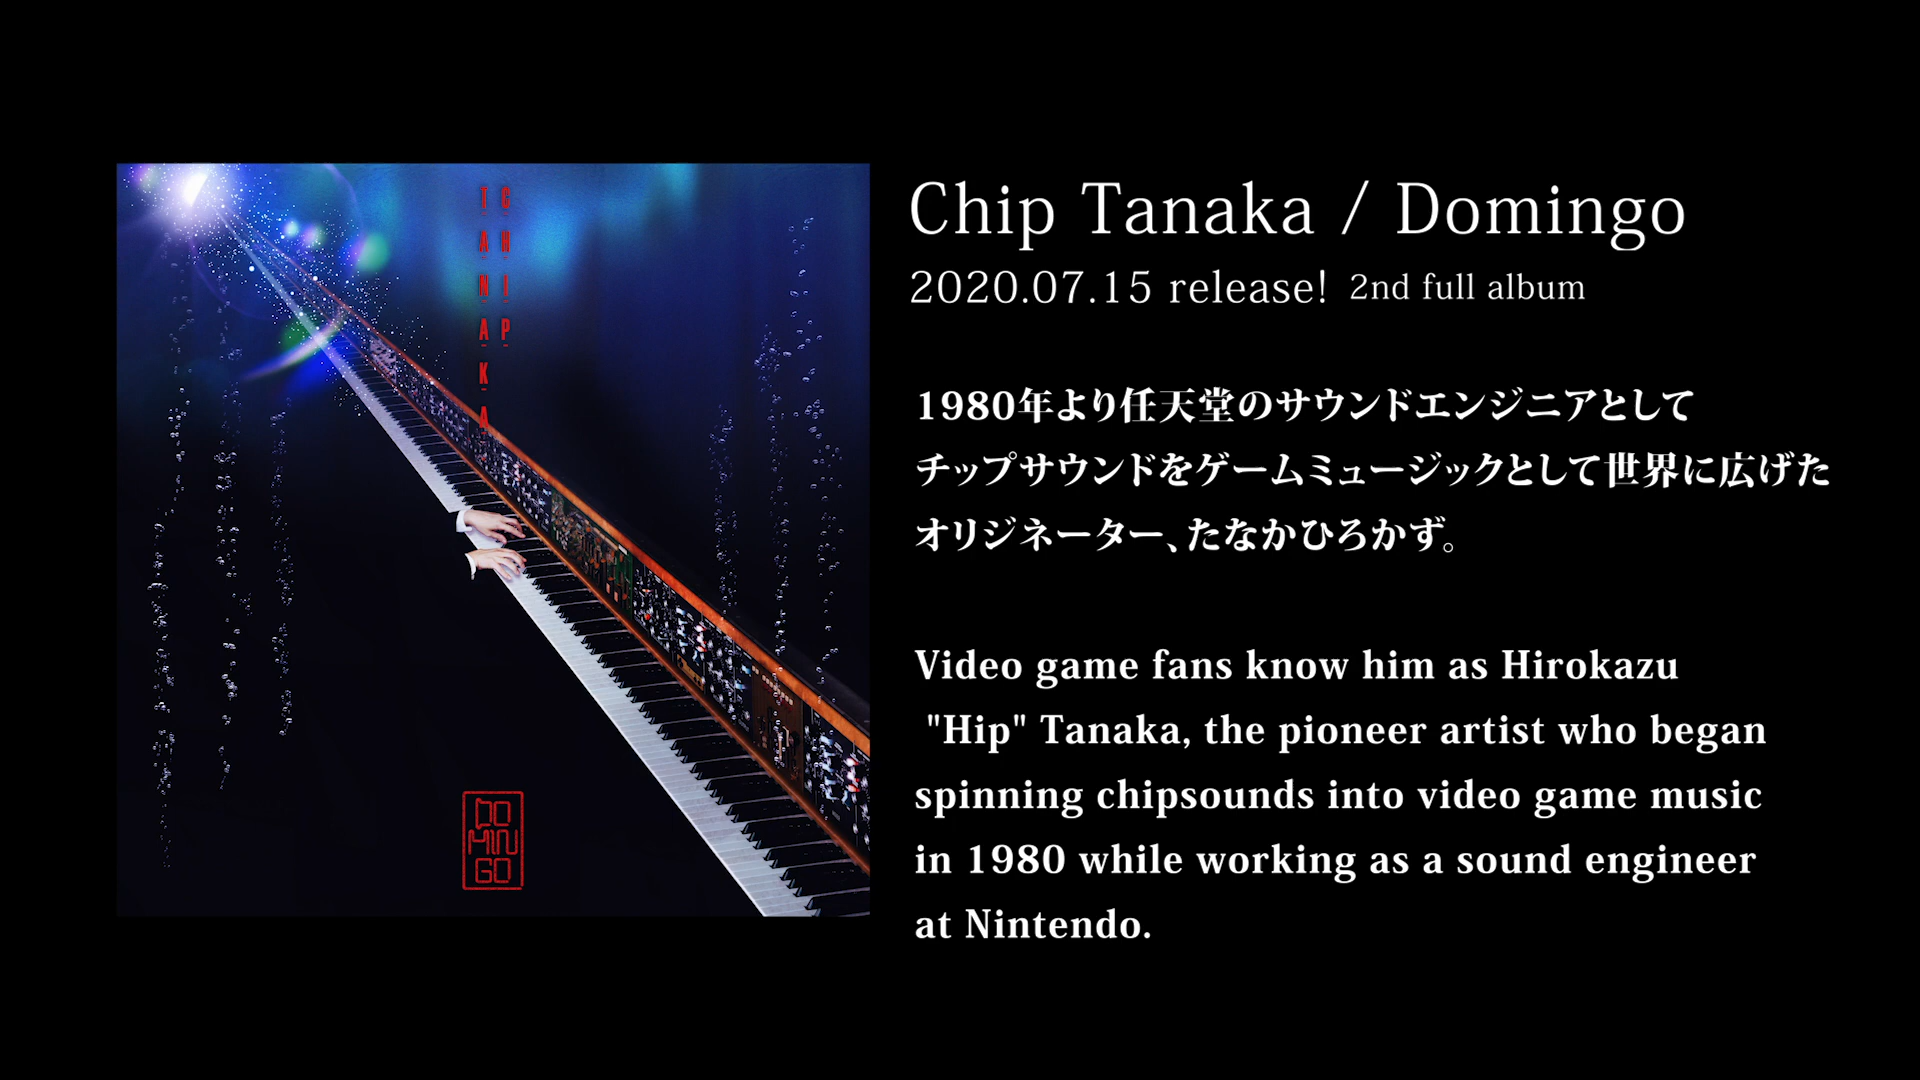 CHIP
TANAKA
DO
MIN
GO
Chip Tanaka / Domingo
2020.07.15 release! 2nd full album
1980年より任天堂のサウンドエンジニアとして
チップサウンドをゲームミュージックとして世界に広げた
オリジネーター、たなかひろかず。
Video game fans know him as Hirokazu
"Hip" Tanaka, the pioneer artist who began
spinning chipsounds into video game music
in 1980 while working as a sound engineer
at Nintendo.